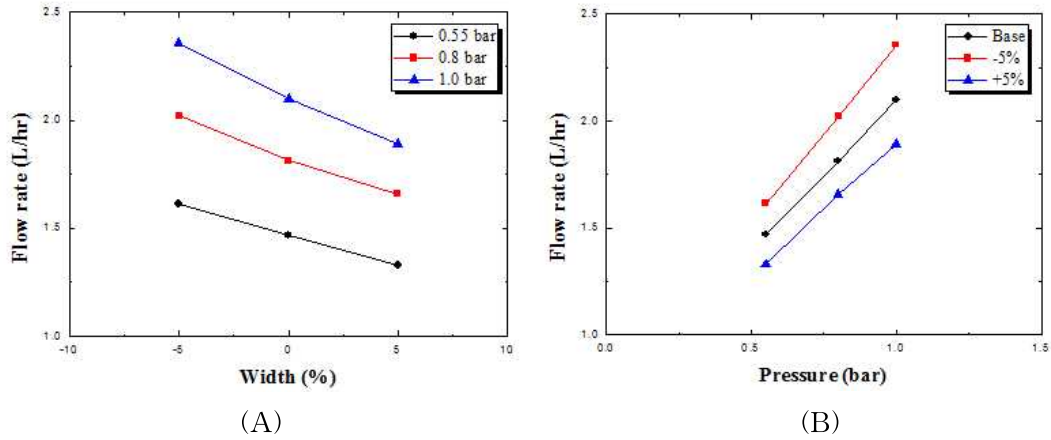 2.5
2.0
1.5
1.0
-10
-5
0
5
10
Flow rate (L/hr)
Width (%)
0.55 bar
0.8 bar
1.0 bar
(A)
2.5
2.0
1.5
1.0
0.0
0.5
1.0
1.5
Flow rate (L/hr)
Pressure (bar)
Base
-5%
+5%
(B)